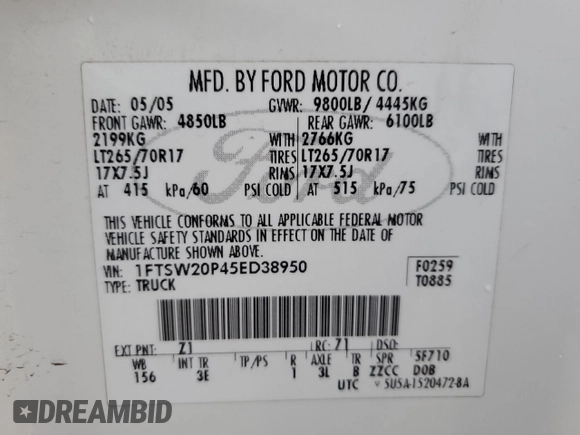 MFD. BY FORD MOTOR CO.
DATE: 05/05 GVWR: 9800LB/ 4445KG
FRONT GAWR: 4850LB REAR GAWR: 6100LB
2199KG WITH 2766KG WITH
LT265/70R17 TIRES LT265/70R17 TIRES
17X7.5J RIMS 17X7.5J RIMS
AT 415 kPa/60 PSI COLD AT 515 kPa/75 PSI COLD
THIS VEHICLE CONFORMS TO ALL APPLICABLE FEDERAL MOTOR
VEHICLE SAFETY STANDARDS IN EFFECT ON THE DATE OF
MANUFACTURE SHOWN ABOVE.
VIN: 1FTSW20P45ED38950 F0259
TYPE: TRUCK T0885
EXT PNT: Z1 RC: 71 DSO:
WB INT TR TP/PS R AXLE TR SPR 5F710
156 3E 1 3L B ZZCC DOB
UTC 5U5A-1520472-BA
Ford
DREAMBID